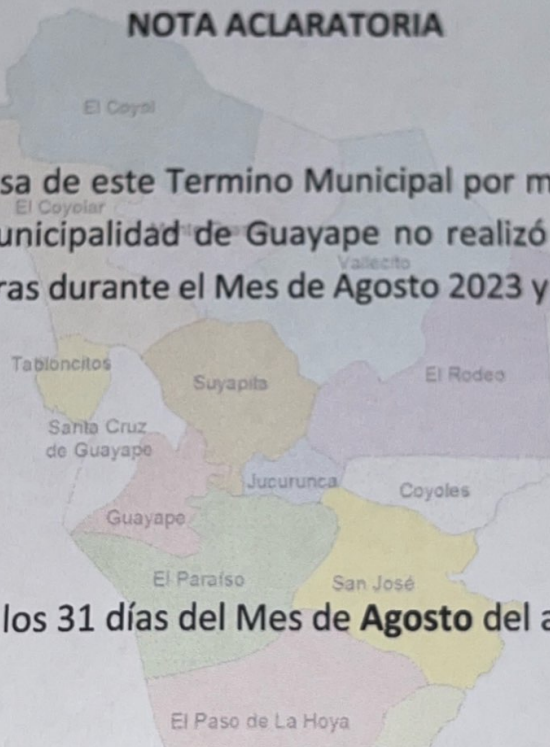 NOTA ACLARATORIA
El Coyol
sa de este Termino Municipal por m
El Coyolar
unicipalidad de Guayape no realizó
Vallecito
ras durante el Mes de Agosto 2023 y
Tabloncitos
Suyapita
El Rodeo
Santa Cruz
de Guayape
Jucurunca
Coyoles
Guayape
El Paraíso
San José
los 31 días del Mes de Agosto del a
El Paso de La Hoya